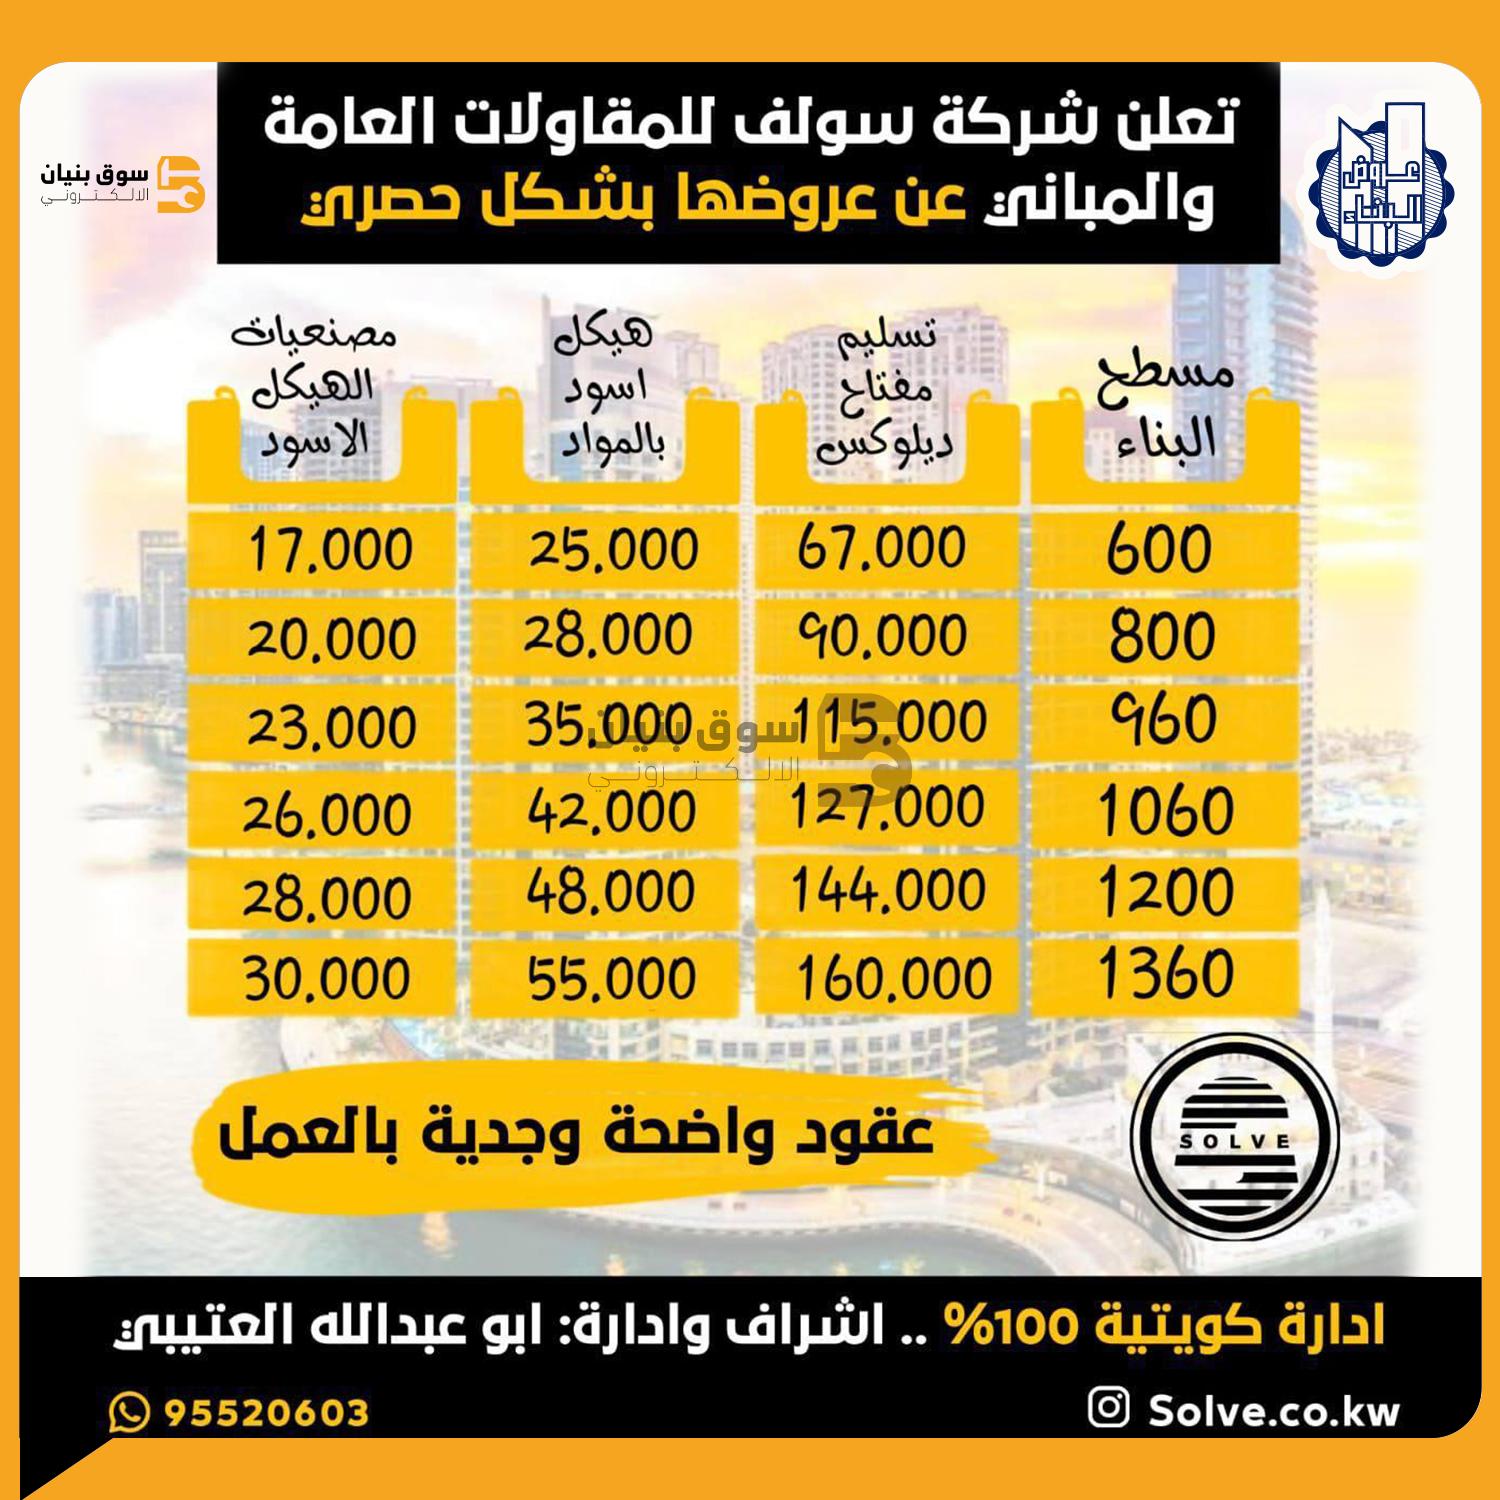 تعلن شركة سولف للمقاولات العامة
والمباني عن عروضها بشكل حصري
سوق بنيان
الالكتروني
عروض
البناء
مسطح البناء
تسليم مفتاح ديلوكس
هيكل اسود بالمواد
مصنعيات الهيكل الاسود
600 67.000 25.000 17.000
800 90.000 28.000 20.000
960 115.000 35.000 23.000
سوق بنيان
الالكتروني
1060 127.000 42.000 26.000
1200 144.000 48.000 28.000
1360 160.000 55.000 30.000
SOLVE
عقود واضحة وجدية بالعمل
ادارة كويتية 100% .. اشراف وادارة: ابو عبدالله العتيبي
Solve.co.kw
95520603